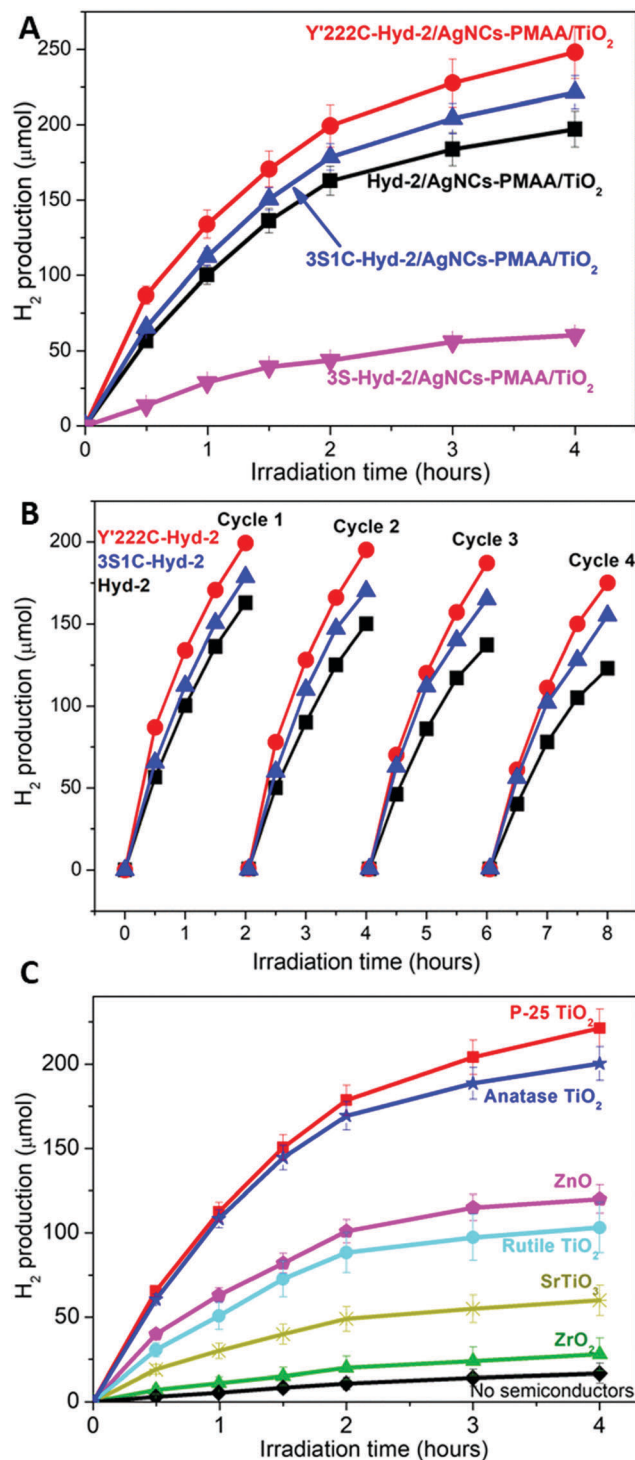 A
Y'222C-Hyd-2/AgNCs-PMAA/TiO₂
Hyd-2/AgNCs-PMAA/TiO₂
3S1C-Hyd-2/AgNCs-PMAA/TiO₂
3S-Hyd-2/AgNCs-PMAA/TiO₂
H₂ production (μmol)
250
200
150
100
50
0
0 1 2 3 4
Irradiation time (hours)
B
Y'222C-Hyd-2
3S1C-Hyd-2
Hyd-2
Cycle 1
Cycle 2
Cycle 3
Cycle 4
H₂ production (μmol)
200
150
100
50
0
0 1 2 3 4 5 6 7 8
Irradiation time (hours)
C
P-25 TiO₂
Anatase TiO₂
ZnO
Rutile TiO₂
SrTiO₃
ZrO₂
No semiconductors
H₂ production (μmol)
200
150
100
50
0
0 1 2 3 4
Irradiation time (hours)